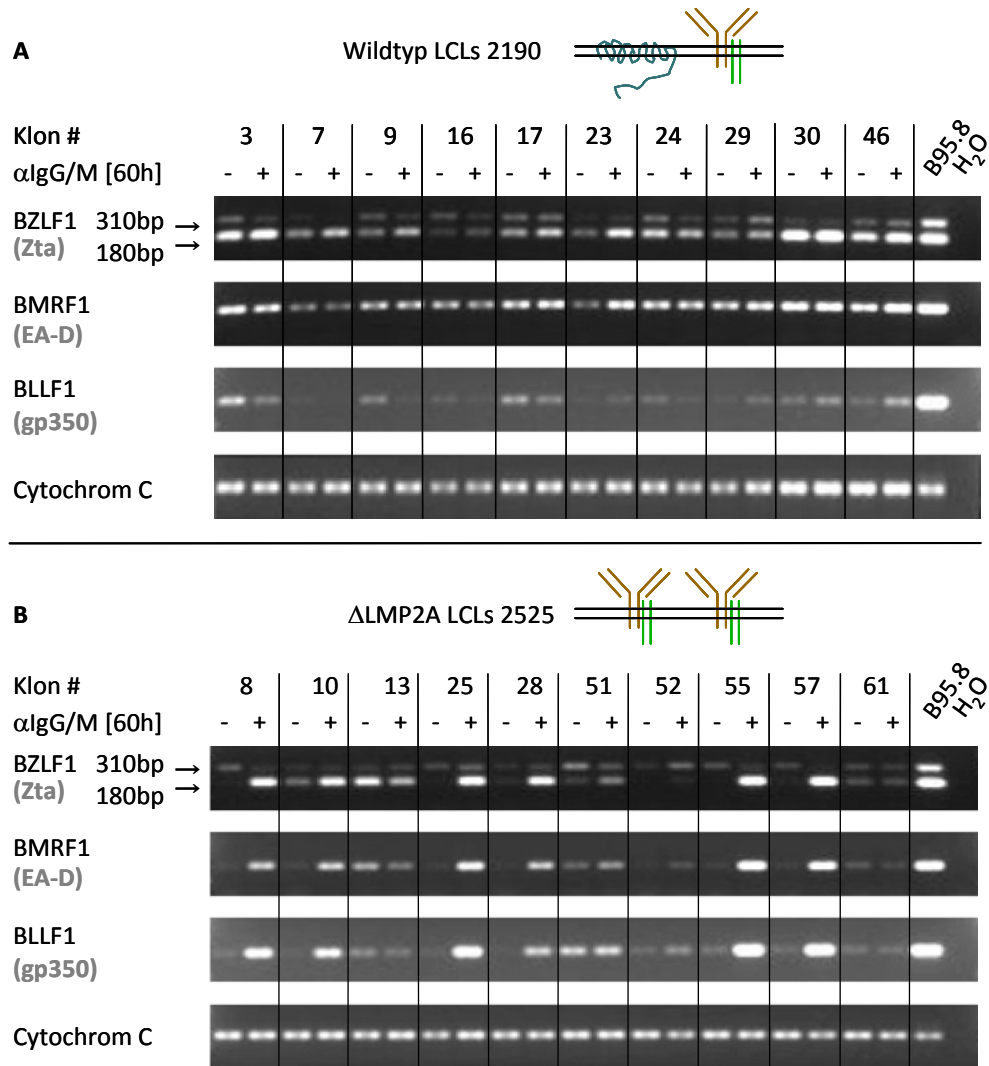 A Wildtyp LCLs 2190
Klon # 3 7 9 16 17 23 24 29 30 46 B95.8 H₂O
αIgG/M [60h] - + - + - + - + - + - + - + - + - + - +
BZLF1 310bp →
(Zta) 180bp →
BMRF1
(EA-D)
BLLF1
(gp350)
Cytochrom C
B ΔLMP2A LCLs 2525
Klon # 8 10 13 25 28 51 52 55 57 61 B95.8 H₂O
αIgG/M [60h] - + - + - + - + - + - + - + - + - + - +
BZLF1 310bp →
(Zta) 180bp →
BMRF1
(EA-D)
BLLF1
(gp350)
Cytochrom C